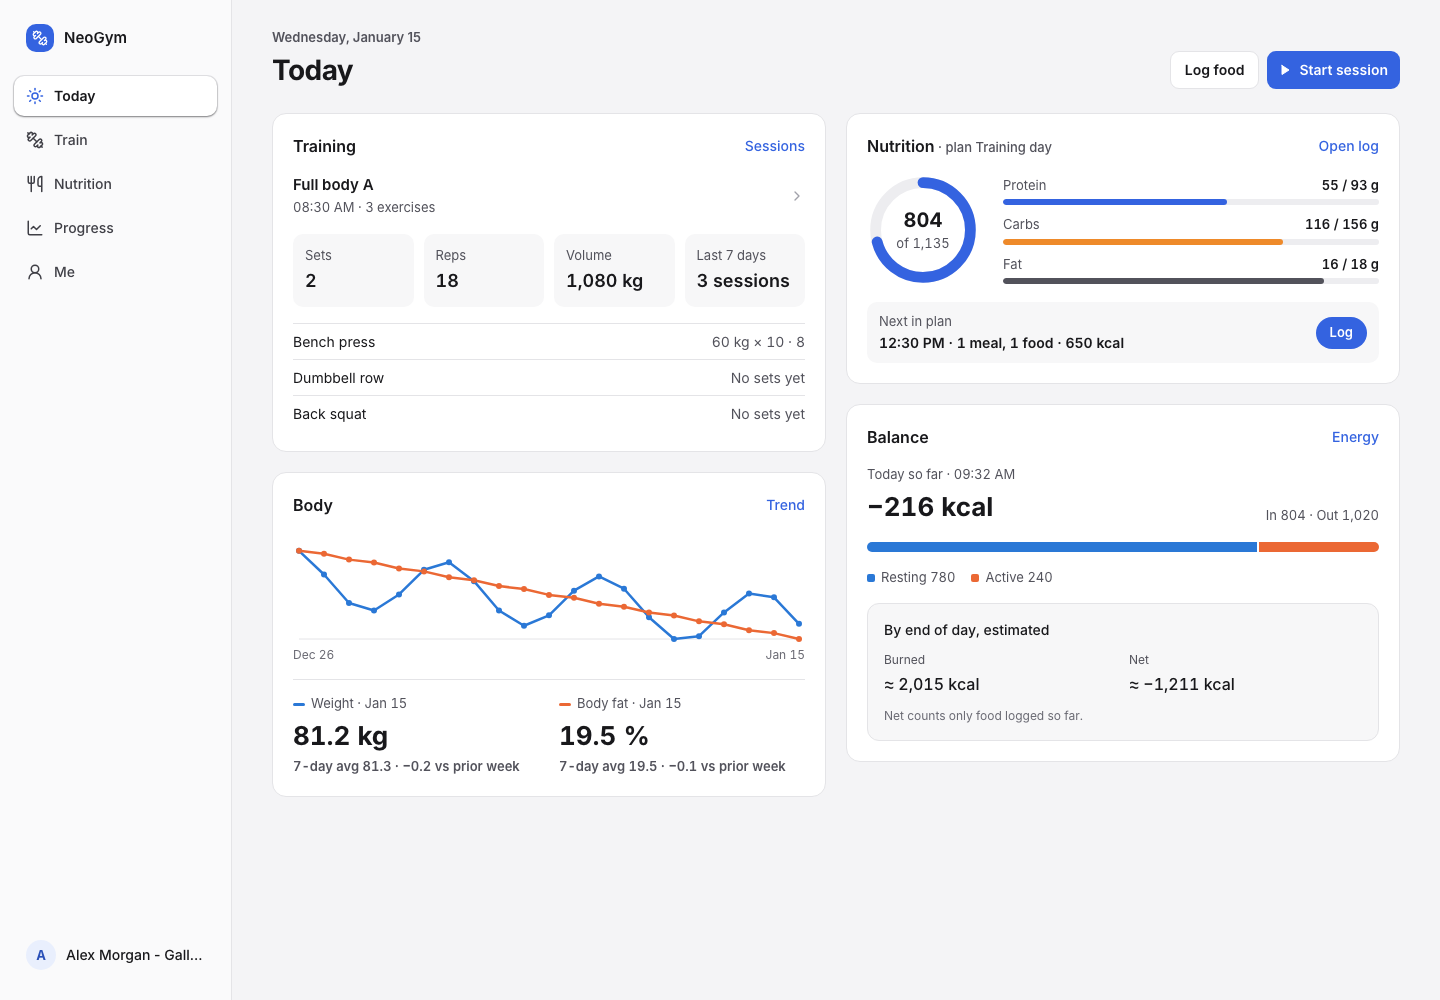 NeoGym
Today
Train
Nutrition
Progress
Me
Alex Morgan - Gall...
Wednesday, January 15
Today
Log food
Start session
Training
Sessions
Full body A
08:30 AM · 3 exercises
Sets
2
Reps
18
Volume
1,080 kg
Last 7 days
3 sessions
Bench press
60 kg × 10 · 8
Dumbbell row
No sets yet
Back squat
No sets yet
Body
Trend
Dec 26
Jan 15
Weight · Jan 15
81.2 kg
7-day avg 81.3 · −0.2 vs prior week
Body fat · Jan 15
19.5 %
7-day avg 19.5 · −0.1 vs prior week
Nutrition · plan Training day
Open log
804
of 1,135
Protein
55 / 93 g
Carbs
116 / 156 g
Fat
16 / 18 g
Next in plan
12:30 PM · 1 meal, 1 food · 650 kcal
Log
Balance
Energy
Today so far · 09:32 AM
−216 kcal
In 804 · Out 1,020
Resting 780
Active 240
By end of day, estimated
Burned
≈ 2,015 kcal
Net
≈ −1,211 kcal
Net counts only food logged so far.
A